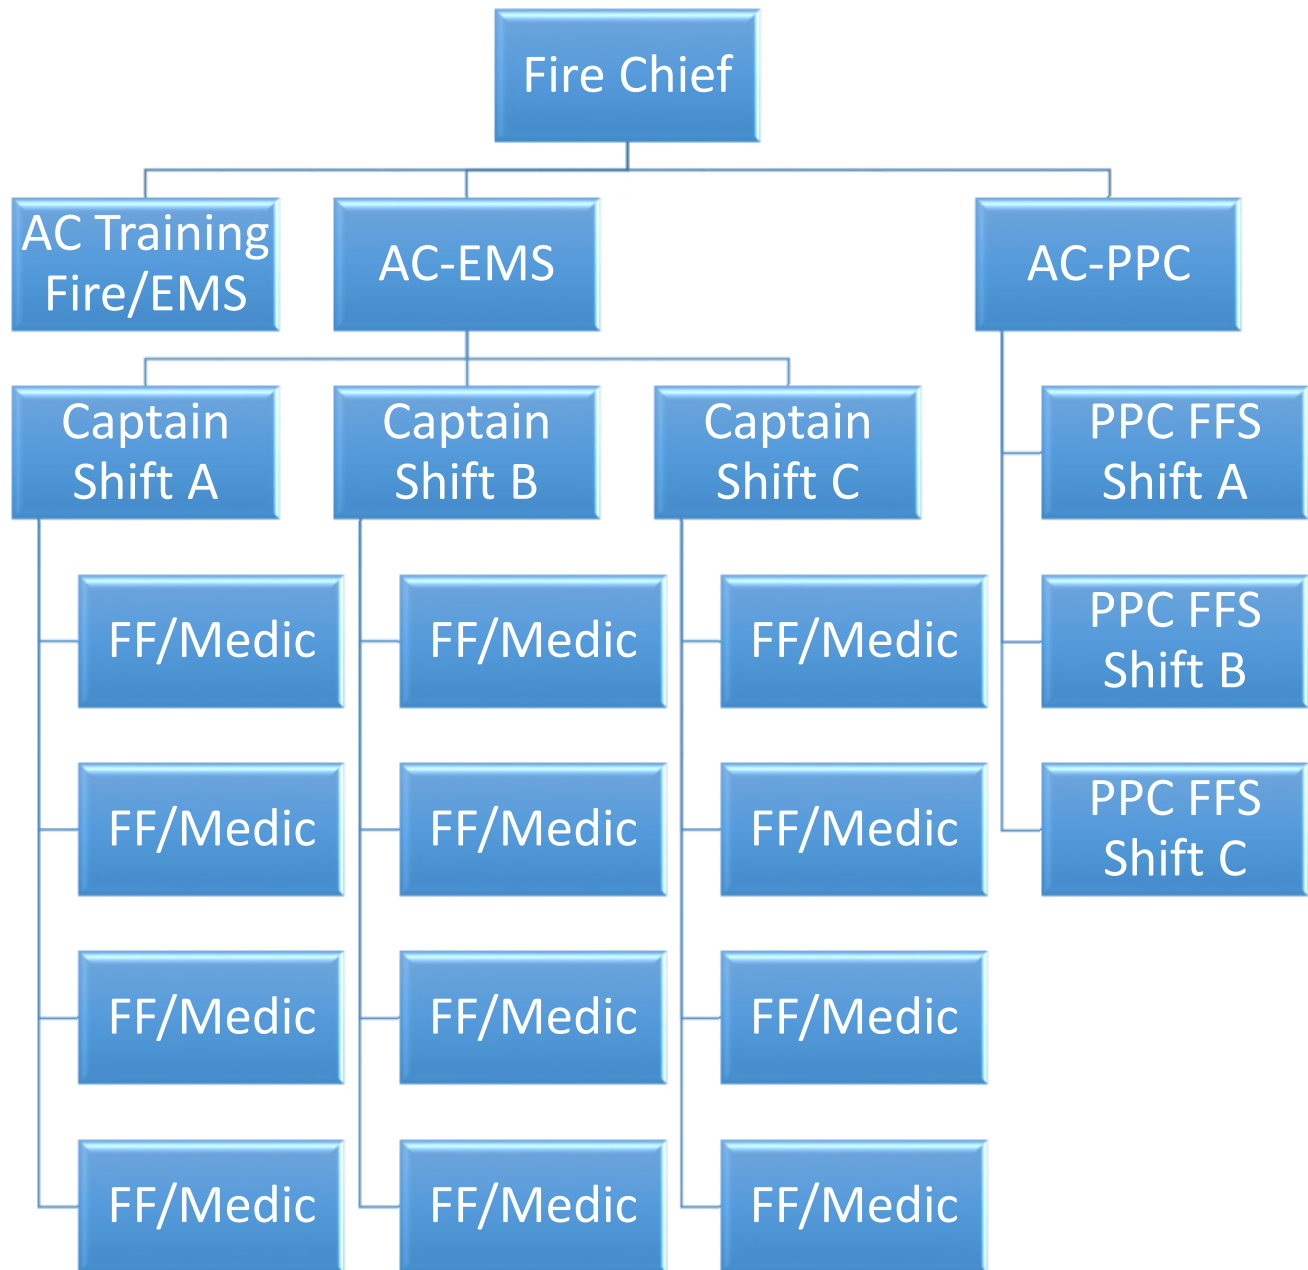 Fire Chief
AC Training
Fire/EMS
AC-EMS
AC-PPC
Captain
Shift A
Captain
Shift B
Captain
Shift C
PPC FFS
Shift A
FF/Medic
FF/Medic
FF/Medic
PPC FFS
Shift B
FF/Medic
FF/Medic
FF/Medic
PPC FFS
Shift C
FF/Medic
FF/Medic
FF/Medic
FF/Medic
FF/Medic
FF/Medic